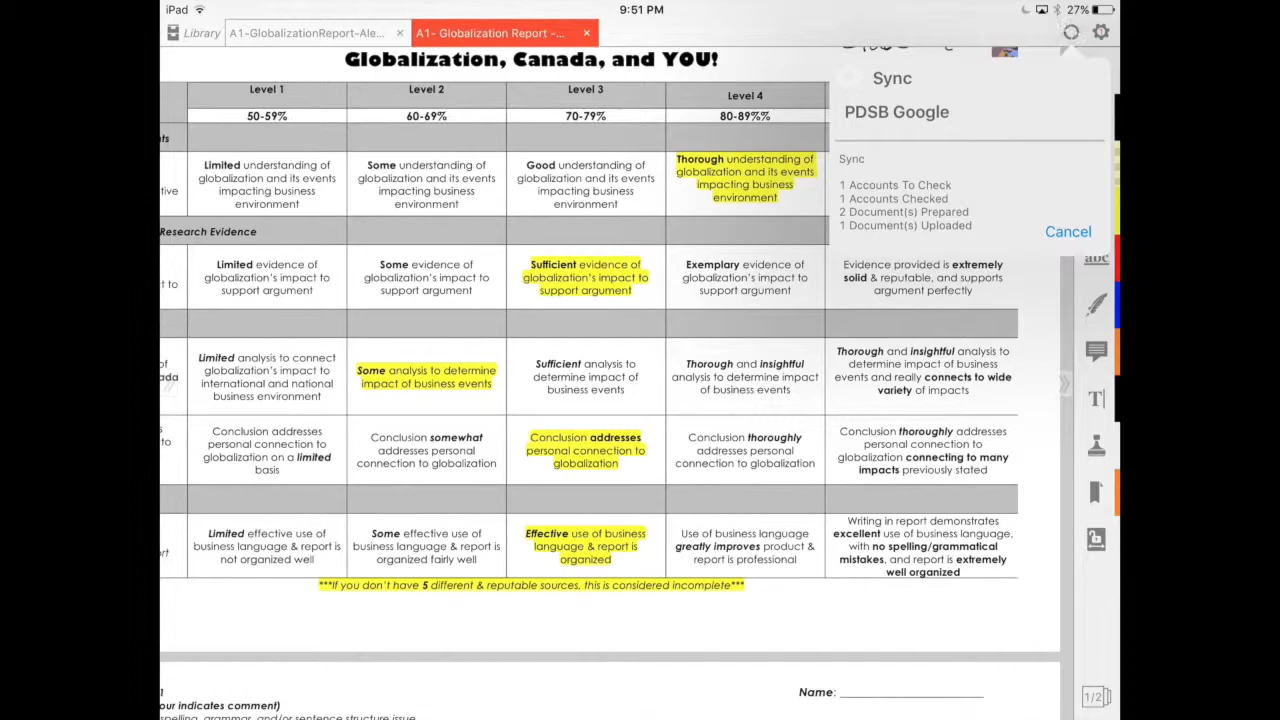 iPad
9:51 PM
27%
Library
A1-GlobalizationReport-Ale...
×
A1- Globalization Report -...
×
Globalization, Canada, and YOU!
Sync
PDSB Google
Sync
1 Accounts To Check
1 Accounts Checked
2 Document(s) Prepared
1 Document(s) Uploaded
Cancel
Level 1
Level 2
Level 3
Level 4
50-59%
60-69%
70-79%
80-89%%
Limited understanding of
globalization and its events
impacting business
environment
Some understanding of
globalization and its events
impacting business
environment
Good understanding of
globalization and its events
impacting business
environment
Thorough understanding of
globalization and its events
impacting business
environment
Research Evidence
Limited evidence of
globalization's impact to
support argument
Some evidence of
globalization's impact to
support argument
Sufficient evidence of
globalization's impact to
support argument
Exemplary evidence of
globalization's impact to
support argument
Evidence provided is extremely
solid & reputable, and supports
argument perfectly
Limited analysis to connect
globalization's impact to
international and national
business environment
Some analysis to determine
impact of business events
Sufficient analysis to
determine impact of
business events
Thorough and insightful
analysis to determine impact
of business events
Thorough and insightful analysis to
determine impact of business
events and really connects to wide
variety of impacts
Conclusion addresses
personal connection to
globalization on a limited
basis
Conclusion somewhat
addresses personal
connection to globalization
Conclusion addresses
personal connection to
globalization
Conclusion thoroughly
addresses personal
connection to globalization
Conclusion thoroughly addresses
personal connection to
globalization connecting to many
impacts previously stated
Limited effective use of
business language & report is
not organized well
Some effective use of
business language & report is
organized fairly well
Effective use of business
language & report is
organized
Use of business language
greatly improves product &
report is professional
Writing in report demonstrates
excellent use of business language,
with no spelling/grammatical
mistakes, and report is extremely
well organized
***If you don't have 5 different & reputable sources, this is considered incomplete***
abc
T
1/2
Name: ____________________
our indicates comment)
spelling, grammar, and/or sentence structure issue